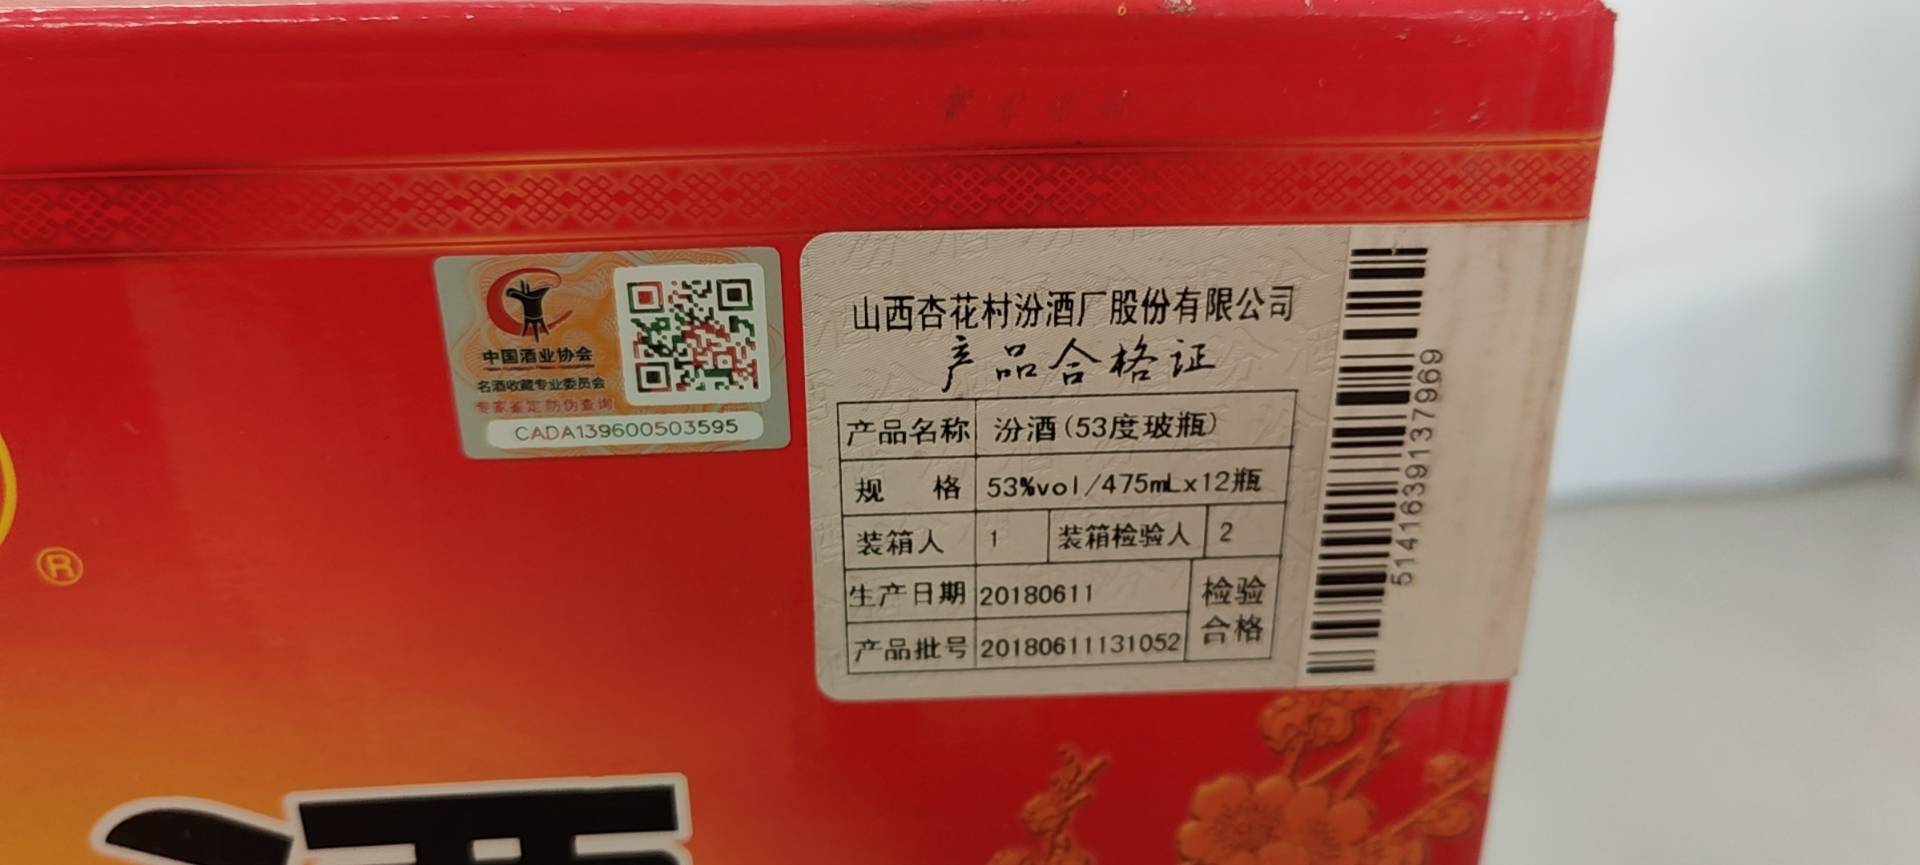 中国酒业协会
名酒收藏专业委员会
专家鉴定 防伪查询
CADA139600503595
山西杏花村汾酒厂股份有限公司
产品合格证
产品名称 汾酒(53度玻瓶)
规 格 53%vol/475mLx12瓶
装箱人 1 装箱检验人 2
生产日期 20180611 检验
产品批号 20180611131052 合格
5141639137969
®
酒